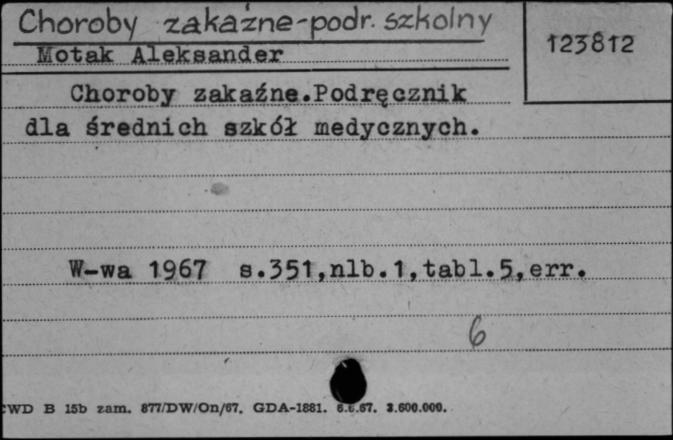 Choroby zakaźne-podr. szkolny
123812
Motak Aleksander
Choroby zakaźne.Podręcznik
dla średnich szkół medycznych.
W-wa 1967 s.351,nlb.1,tabl.5,err.
6
CWD B 15b zam. 877/DW/On/67. GDA-1881. 6.6.67. 3.600.000.